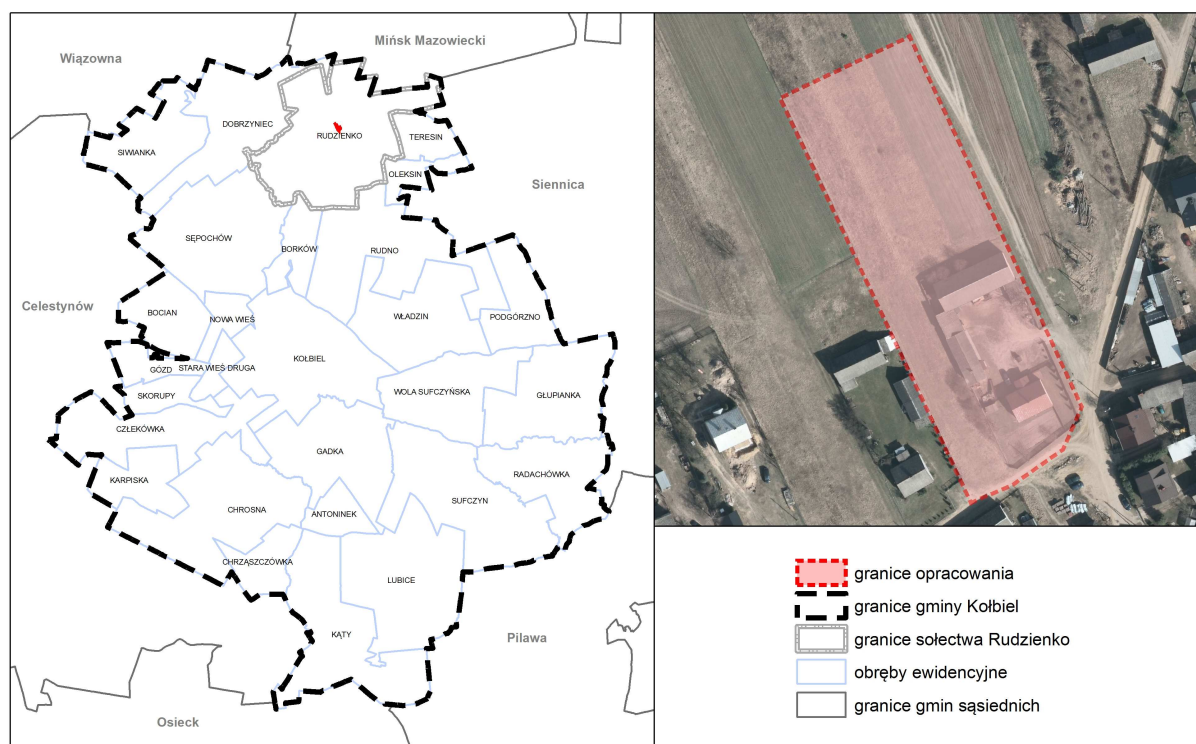 Wiązowna
Mińsk Mazowiecki
DOBRZYNIEC
RUDZIENKO
TERESIN
SIWIANKA
OLEKSIN
Siennica
SĘPOCHÓW
BORKÓW
RUDNO
Celestynów
BOCIAN
NOWA WIEŚ
WŁADZIN
PODGÓRZNO
KOŁBIEL
GÓZD
STARA WIEŚ DRUGA
SKORUPY
WOLA SUFCZYŃSKA
GŁUPIANKA
CZŁEKÓWKA
GADKA
KARPISKA
RADACHÓWKA
SUFCZYN
CHROSNA
ANTONINEK
CHRZĄSZCZÓWKA
LUBICE
KĄTY
Pilawa
Osieck
granice opracowania
granice gminy Kołbiel
granice sołectwa Rudzienko
obręby ewidencyjne
granice gmin sąsiednich